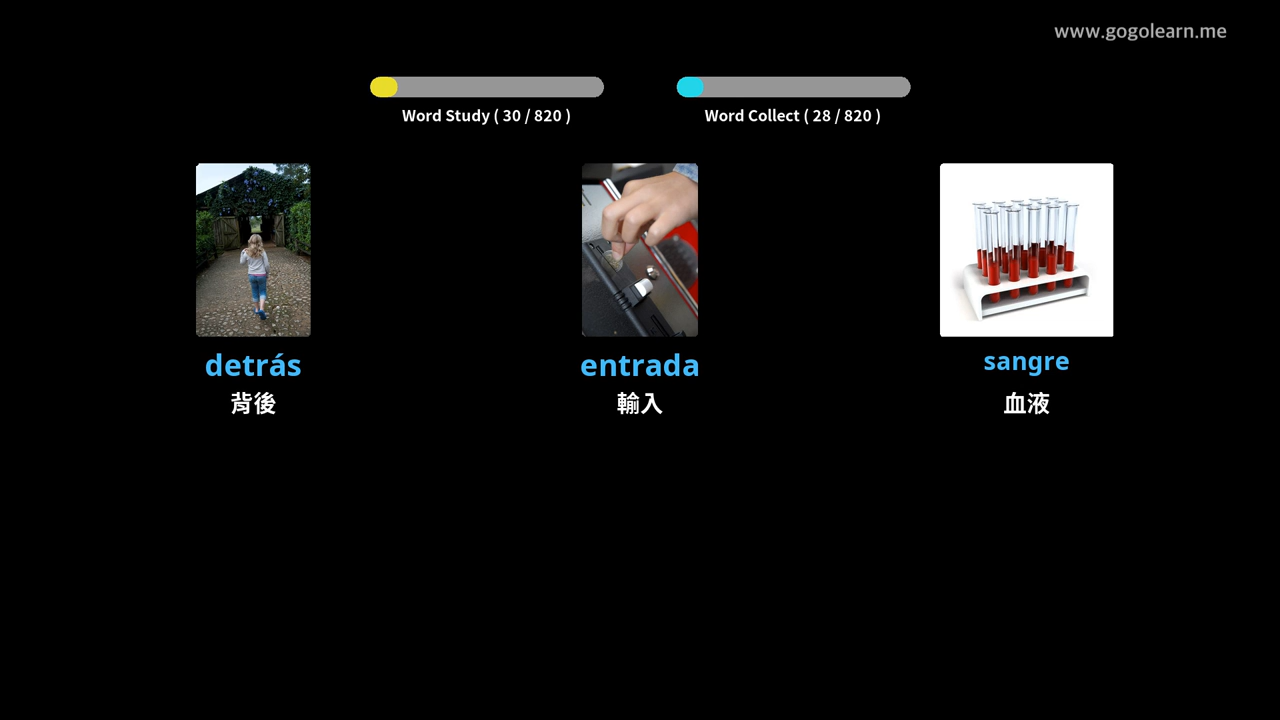 www.gogolearn.me
Word Study ( 30 / 820 )
Word Collect ( 28 / 820 )
detrás
entrada
sangre
背後
輸入
血液